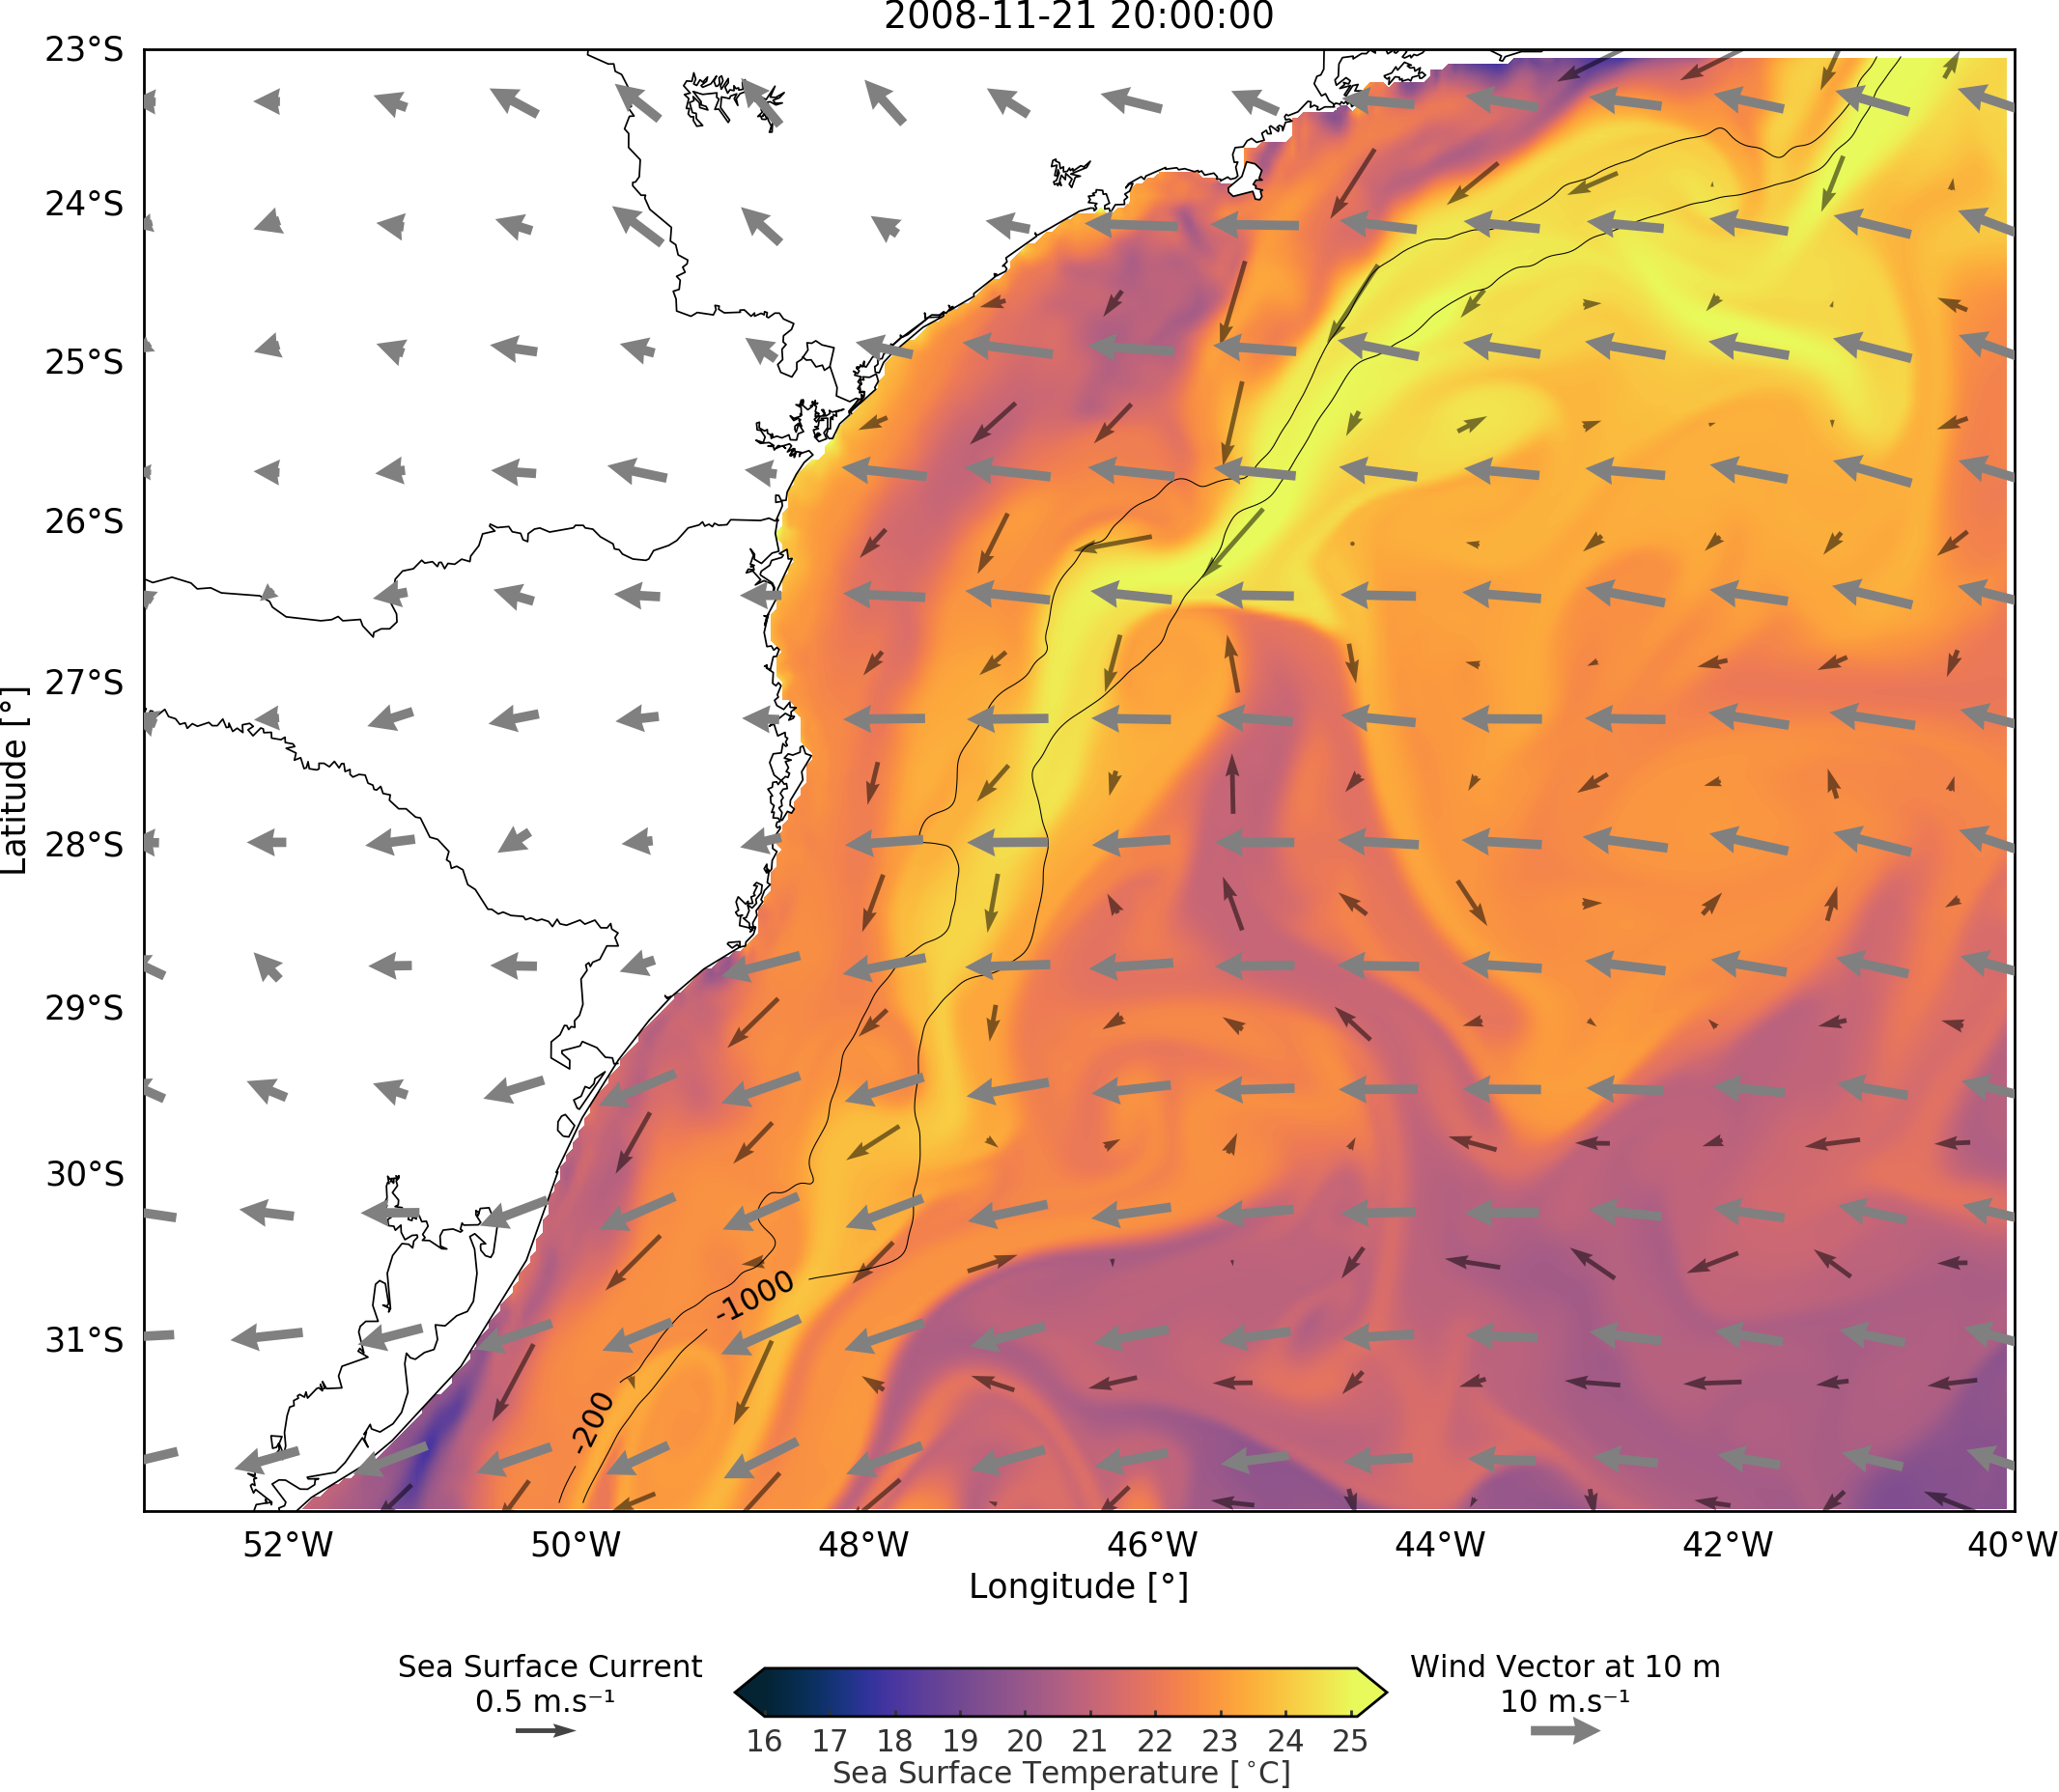 2008-11-21 20:00:00
23°S
24°S
25°S
26°S
27°S
28°S
29°S
30°S
31°S
Latitude [°]
-1000
-200
52°W
50°W
48°W
46°W
44°W
42°W
40°W
Longitude [°]
Sea Surface Current
0.5 m.s⁻¹
16
17
18
19
20
21
22
23
24
25
Sea Surface Temperature [°C]
Wind Vector at 10 m
10 m.s⁻¹